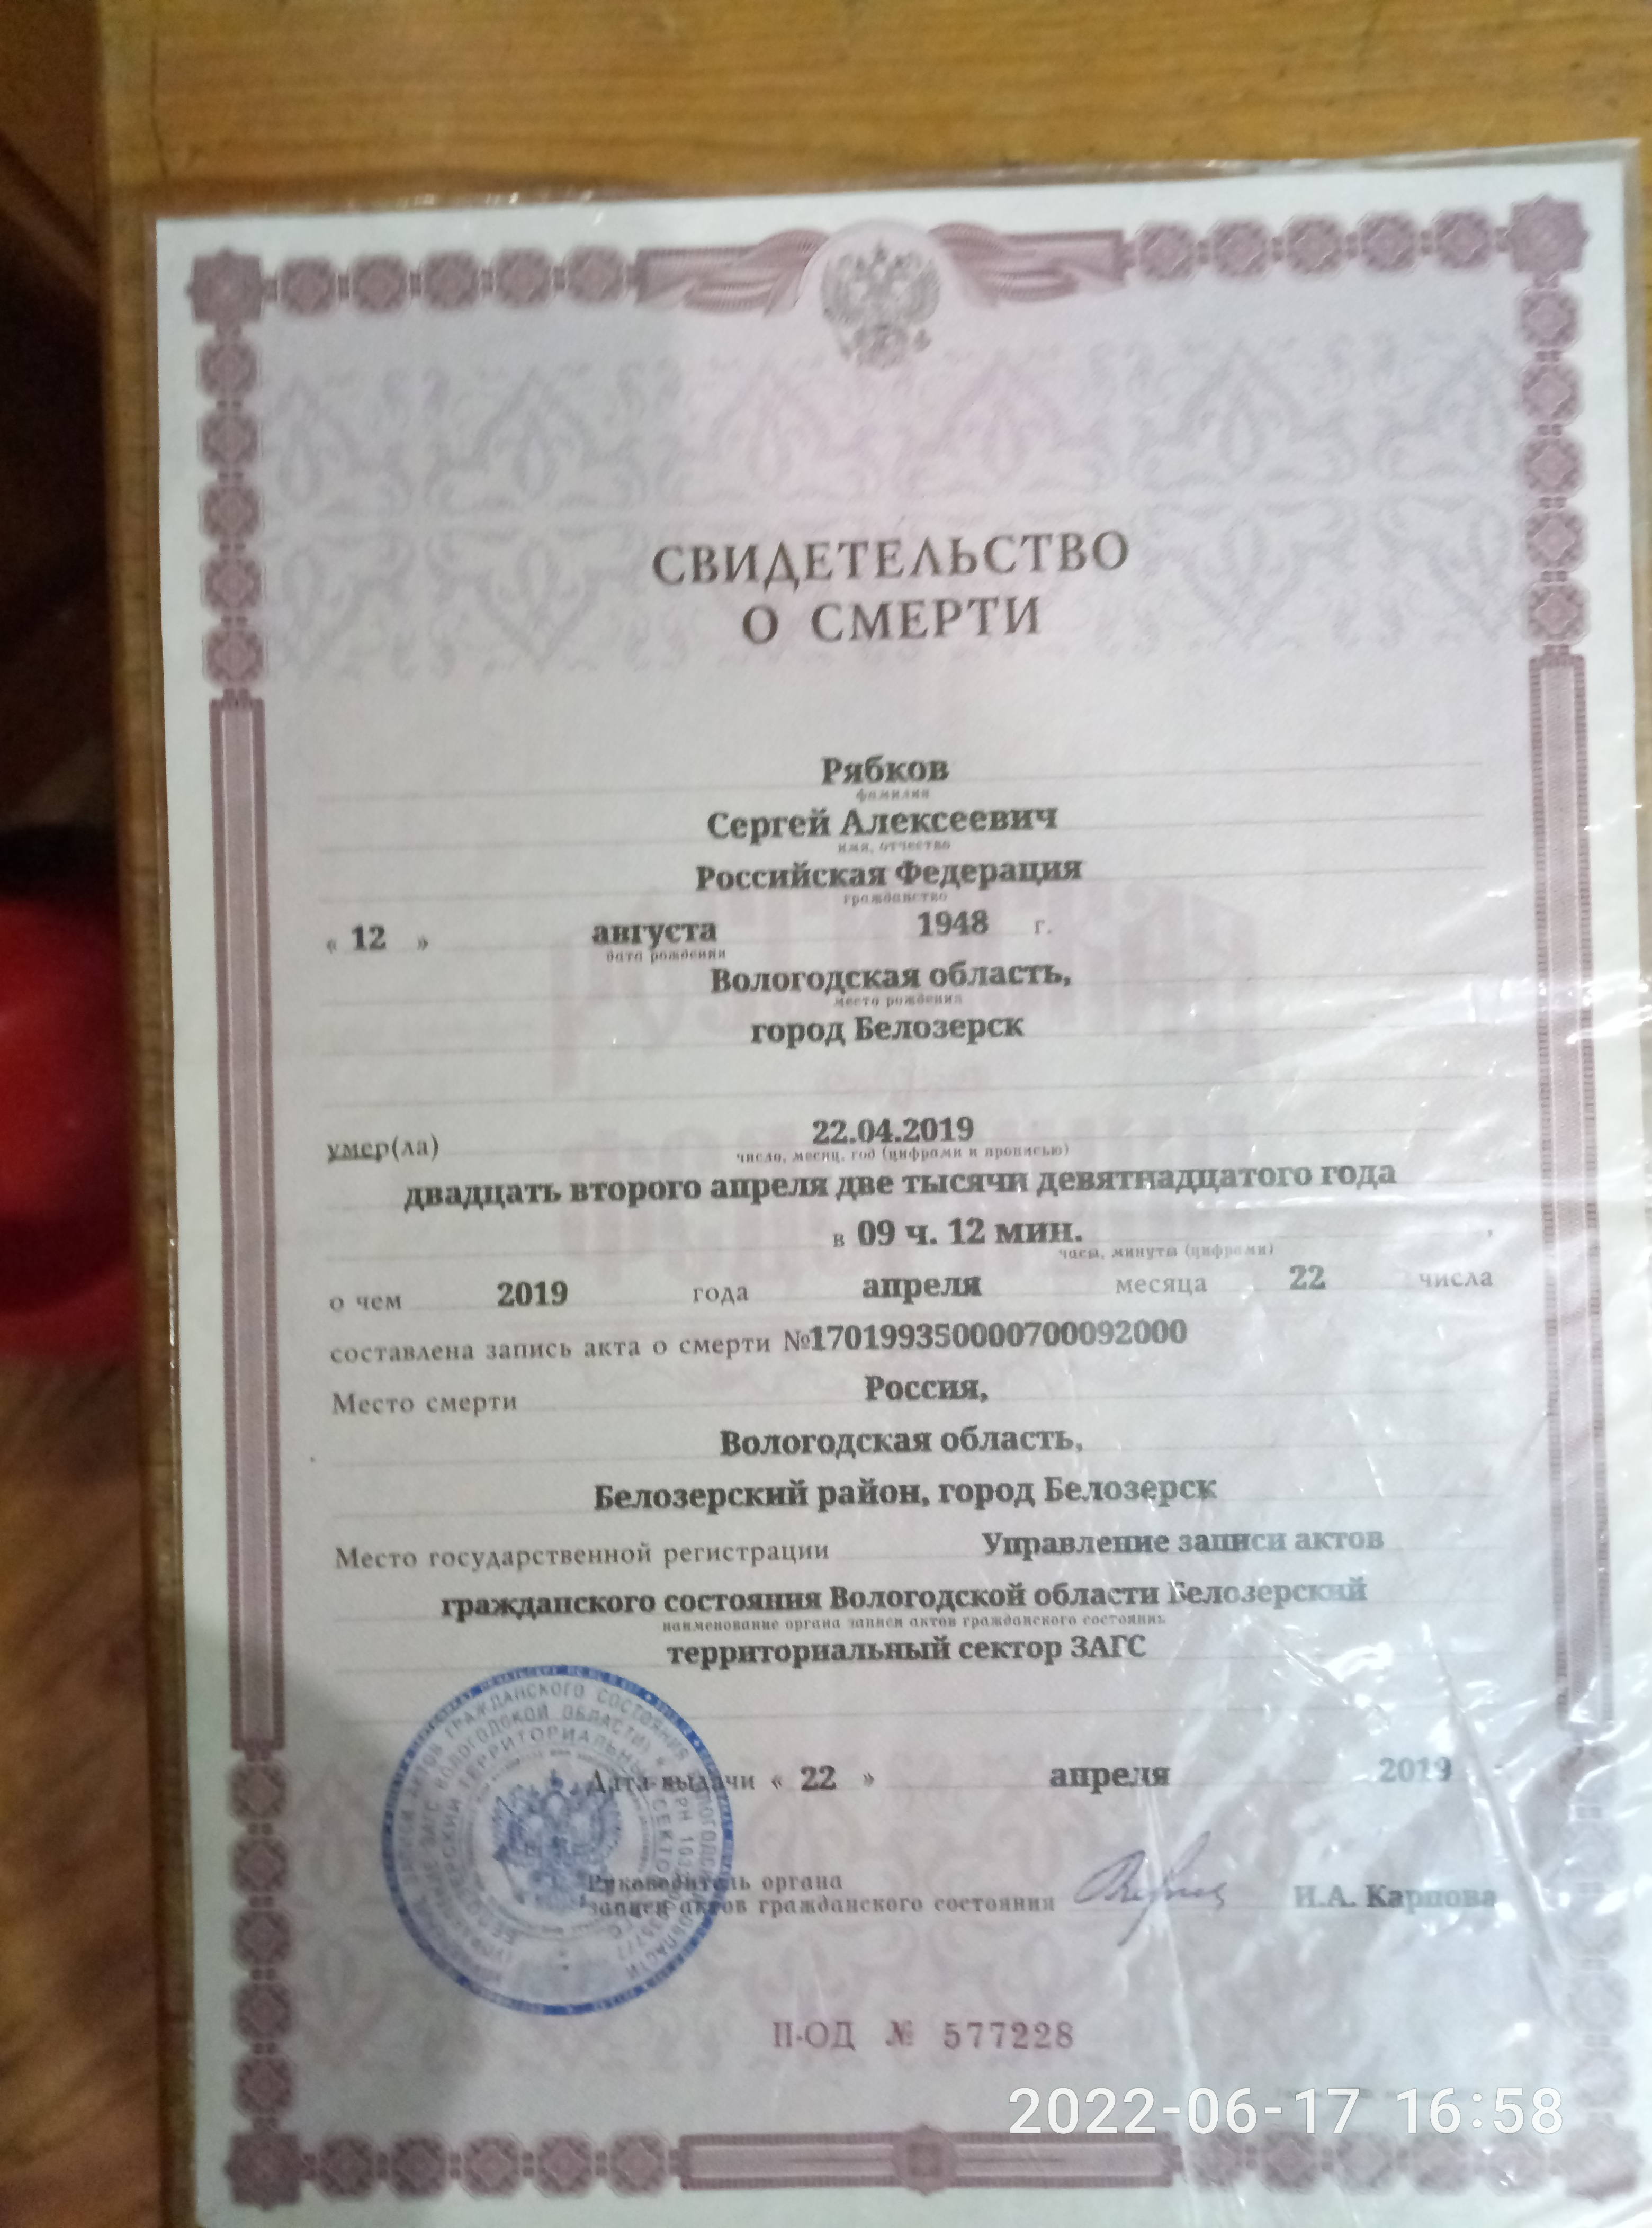 СВИДЕТЕЛЬСТВО
О СМЕРТИ
Рябков
фамилия
Сергей Алексеевич
имя, отчество
Российская Федерация
гражданство
« 12 » августа 1948 г.
дата рождения
Вологодская область,
место рождения
город Белозерск
умер(ла) 22.04.2019
число, месяц, год (цифрами и прописью)
двадцать второго апреля две тысячи девятнадцатого года
в 09 ч. 12 мин. ,
часы, минуты (цифрами)
о чем 2019 года апреля месяца 22 числа
составлена запись акта о смерти №170199350000700092000
Место смерти Россия,
Вологодская область,
Белозерский район, город Белозерск
Место государственной регистрации Управление записи актов
гражданского состояния Вологодской области Белозерский
наименование органа записи актов гражданского состояния
территориальный сектор ЗАГС
Дата выдачи « 22 » апреля 2019
Руководитель органа
записи актов гражданского состояния И.А. Карпова
II-ОД № 577228
2022-06-17 16:58